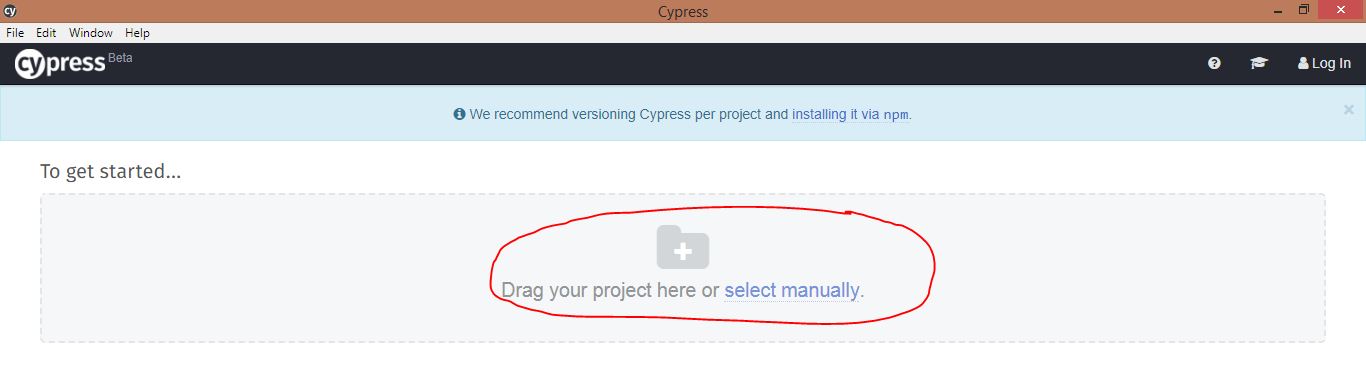 cy
Cypress
File Edit Window Help
cypress Beta
Log In
We recommend versioning Cypress per project and installing it via npm.
To get started...
Drag your project here or select manually.